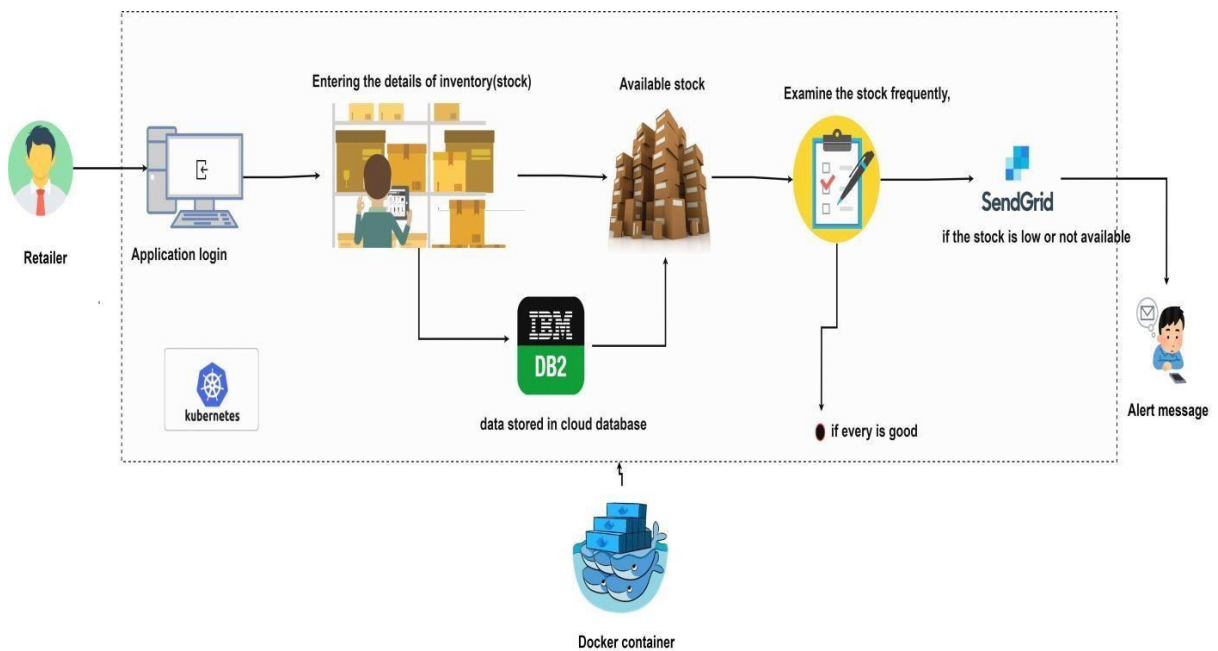 Entering the details of inventory(stock)
Available stock
Examine the stock frequently,
SendGrid
if the stock is low or not available
Retailer
Application login
IBM
DB2
kubernetes
data stored in cloud database
if every is good
Alert message
Docker container